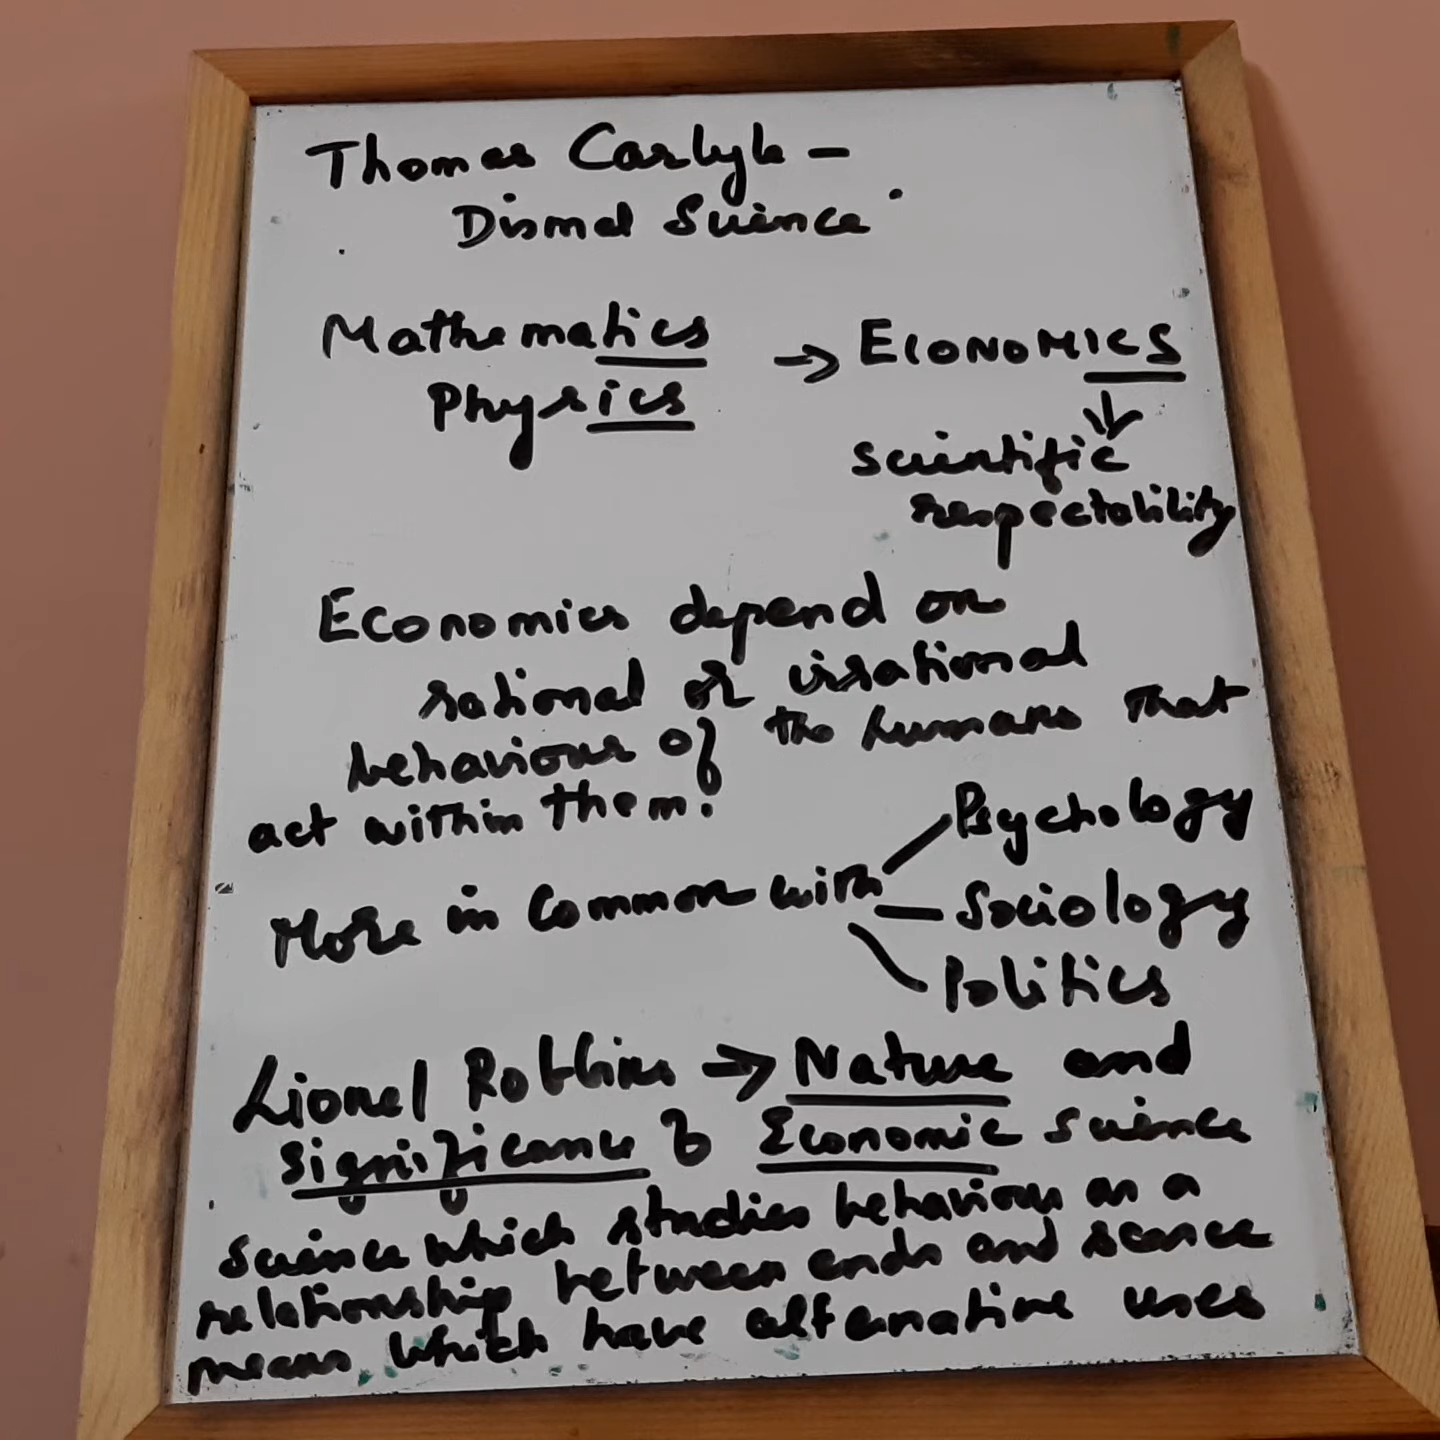 Thomas Carlyle –
Dismal Science
Mathematics → ECONOMICS
Physics
↓
scientific
respectability
Economics depend on
rational or irrational
behaviour of the humans that
act within them.
More in Common with
Psychology
Sociology
Politics
Lionel Robbins → Nature and
Significance of Economic science
Science which studies behaviour as a
relationship between ends and scarce
means which have alternative uses